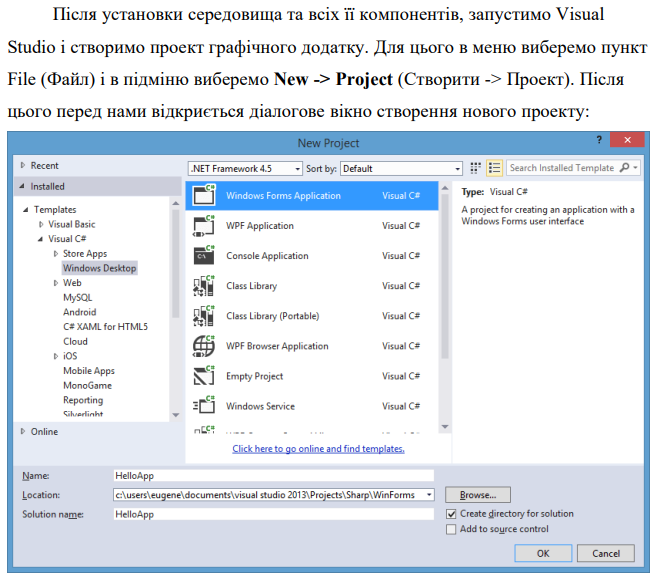 Після установки середовища та всіх її компонентів, запустимо Visual
Studio і створимо проект графічного додатку. Для цього в меню виберемо пункт
File (Файл) і в підміню виберемо New -> Project (Створити -> Проект). Після
цього перед нами відкриється діалогове вікно створення нового проекту:
New Project
? ×
Recent
.NET Framework 4.5 Sort by: Default Search Installed Template
Installed
Templates
Visual Basic
Visual C#
Store Apps
Windows Desktop
Web
MySQL
Android
C# XAML for HTML5
Cloud
iOS
Mobile Apps
MonoGame
Reporting
Silverlight
Online
Windows Forms Application Visual C#
WPF Application Visual C#
Console Application Visual C#
Class Library Visual C#
Class Library (Portable) Visual C#
WPF Browser Application Visual C#
Empty Project Visual C#
Windows Service Visual C#
Click here to go online and find templates.
Type: Visual C#
A project for creating an application with a
Windows Forms user interface
Name: HelloApp
Location: c:\users\eugene\documents\visual studio 2013\Projects\Sharp\WinForms Browse...
Solution name: HelloApp
Create directory for solution
Add to source control
OK Cancel